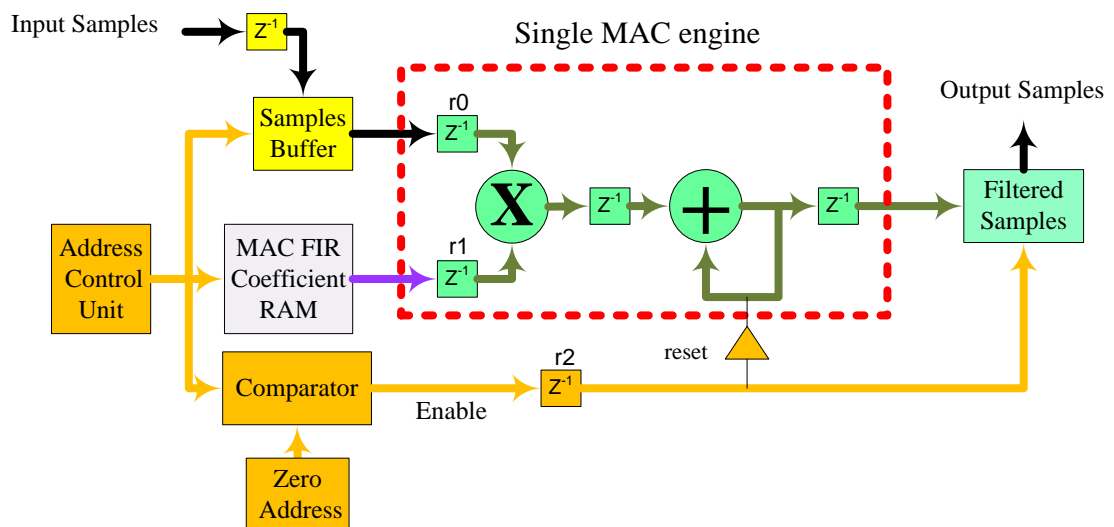 Input Samples
Z-1
Single MAC engine
Output Samples
r0
Samples
Buffer
Z-1
X
Z-1
+
Z-1
Filtered
Samples
Address
Control
Unit
MAC FIR
Coefficient
RAM
r1
Z-1
reset
r2
Comparator
Z-1
Enable
Zero
Address